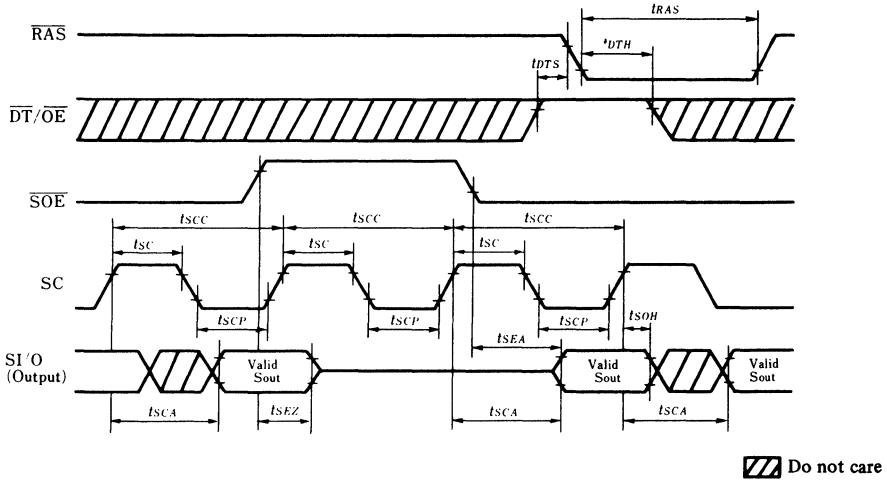 RAS
tRAS
tDTH
tDTS
DT/OE
SOE
tSCC tSCC tSCC
tSC tSC tSC
SC
tSCP tSCP tSCP
tSOH
tSEA
SI/O
(Output)
Valid
Sout
Valid
Sout
Valid
Sout
tSCA tSEZ tSCA tSCA
Do not care